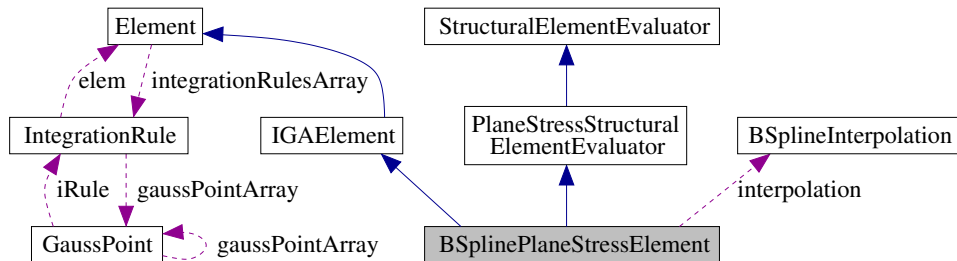 Element
StructuralElementEvaluator
elem
integrationRulesArray
IntegrationRule
IGAElement
PlaneStressStructural
ElementEvaluator
BSplineInterpolation
iRule
gaussPointArray
interpolation
GaussPoint
gaussPointArray
BSplinePlaneStressElement